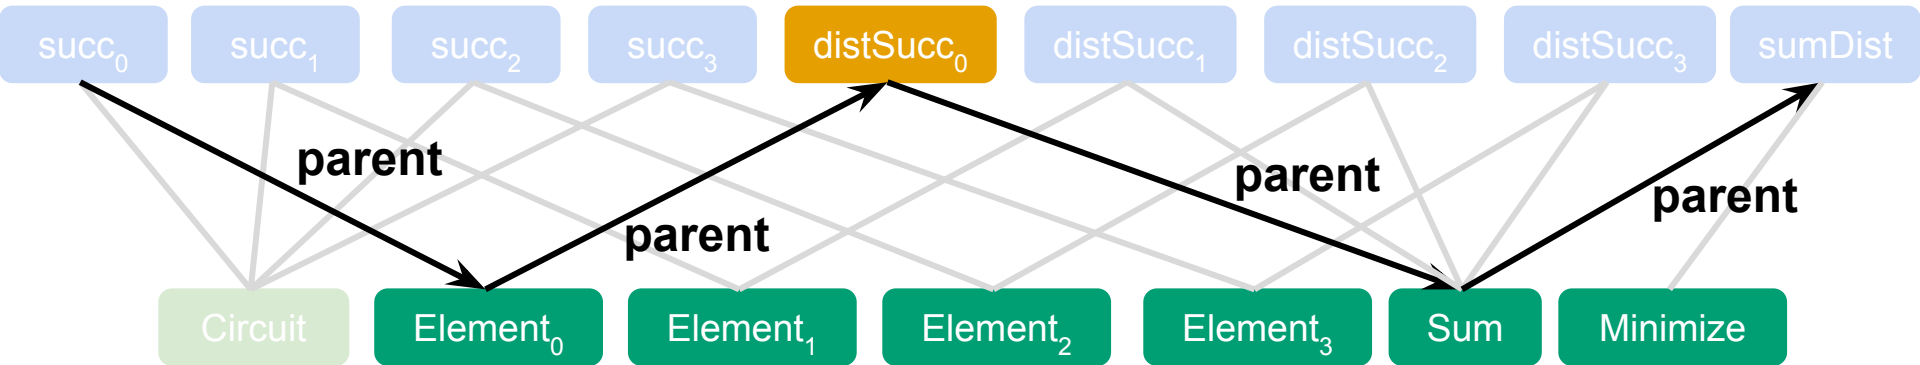 succ₀ succ₁ succ₂ succ₃ distSucc₀ distSucc₁ distSucc₂ distSucc₃ sumDist
parent
parent
parent
parent
Circuit Element₀ Element₁ Element₂ Element₃ Sum Minimize